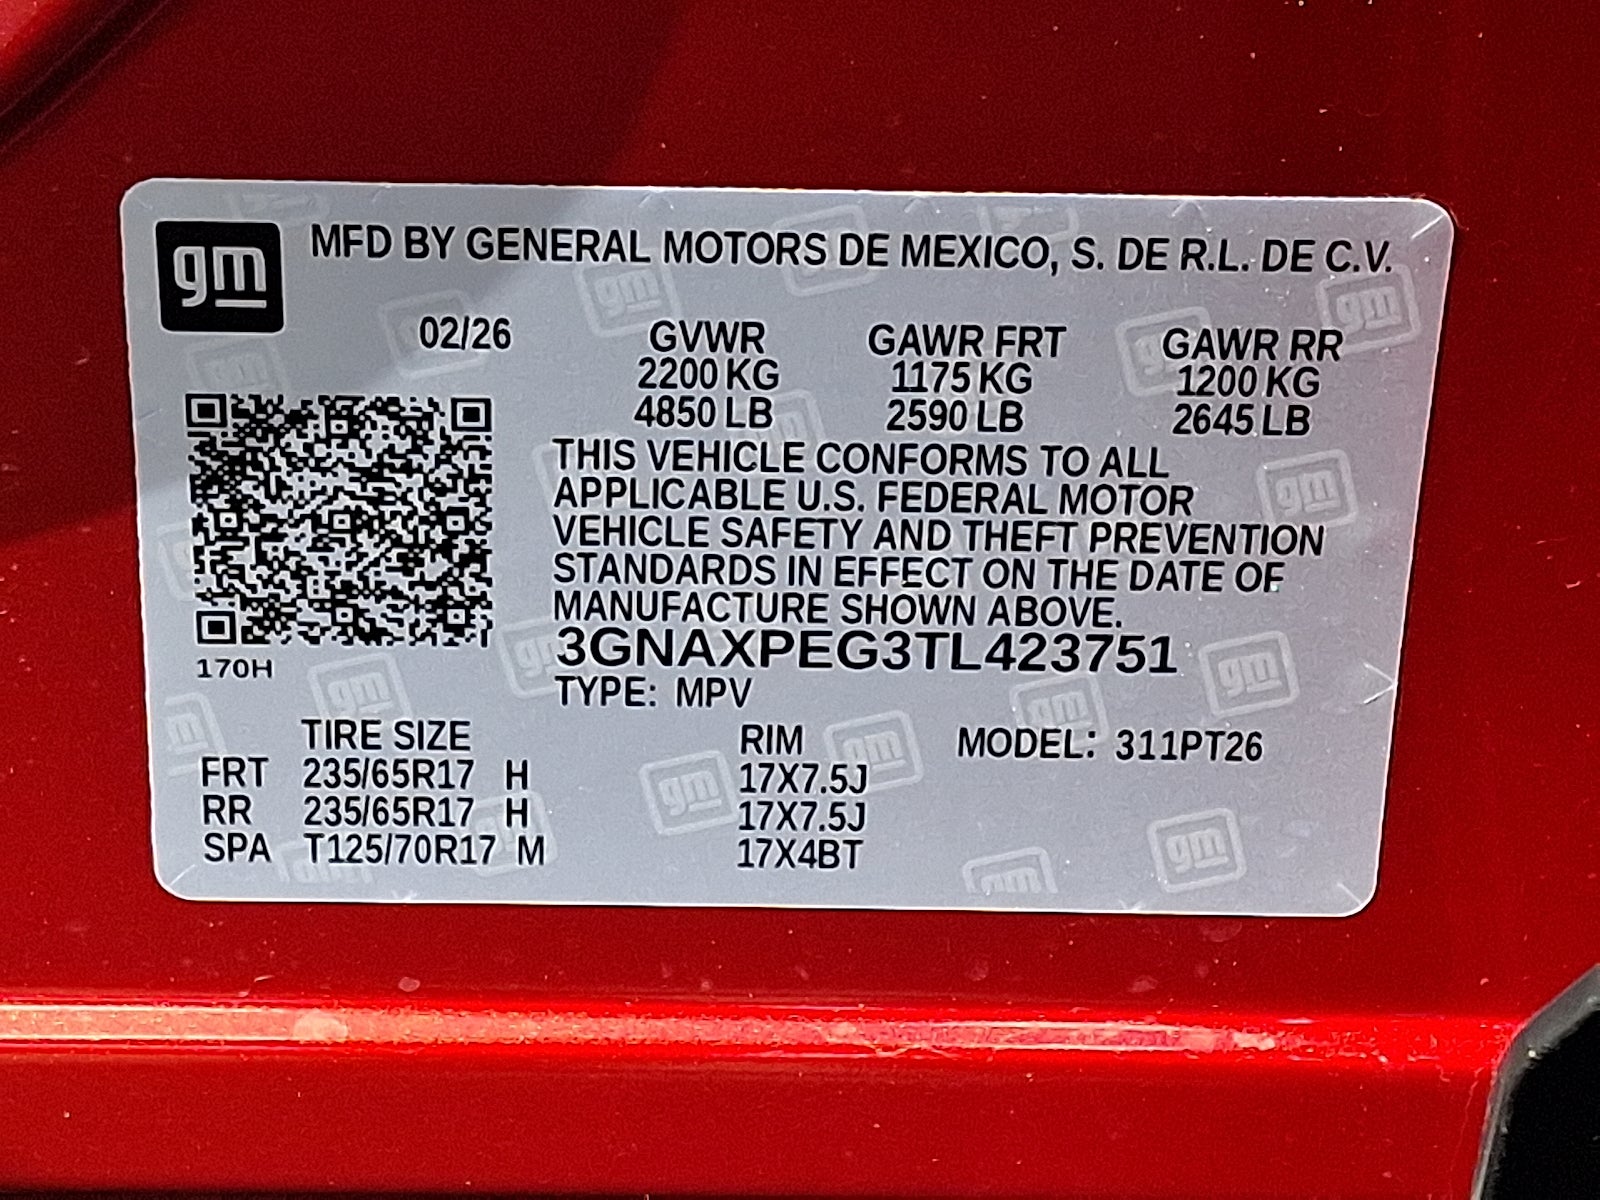 gm MFD BY GENERAL MOTORS DE MEXICO, S. DE R.L. DE C.V.
02/26 GVWR GAWR FRT GAWR RR
2200 KG 1175 KG 1200 KG
4850 LB 2590 LB 2645 LB
THIS VEHICLE CONFORMS TO ALL
APPLICABLE U.S. FEDERAL MOTOR
VEHICLE SAFETY AND THEFT PREVENTION
STANDARDS IN EFFECT ON THE DATE OF
MANUFACTURE SHOWN ABOVE.
3GNAXPEG3TL423751
170H
TYPE: MPV
TIRE SIZE RIM MODEL: 311PT26
FRT 235/65R17 H 17X7.5J
RR 235/65R17 H 17X7.5J
SPA T125/70R17 M 17X4BT